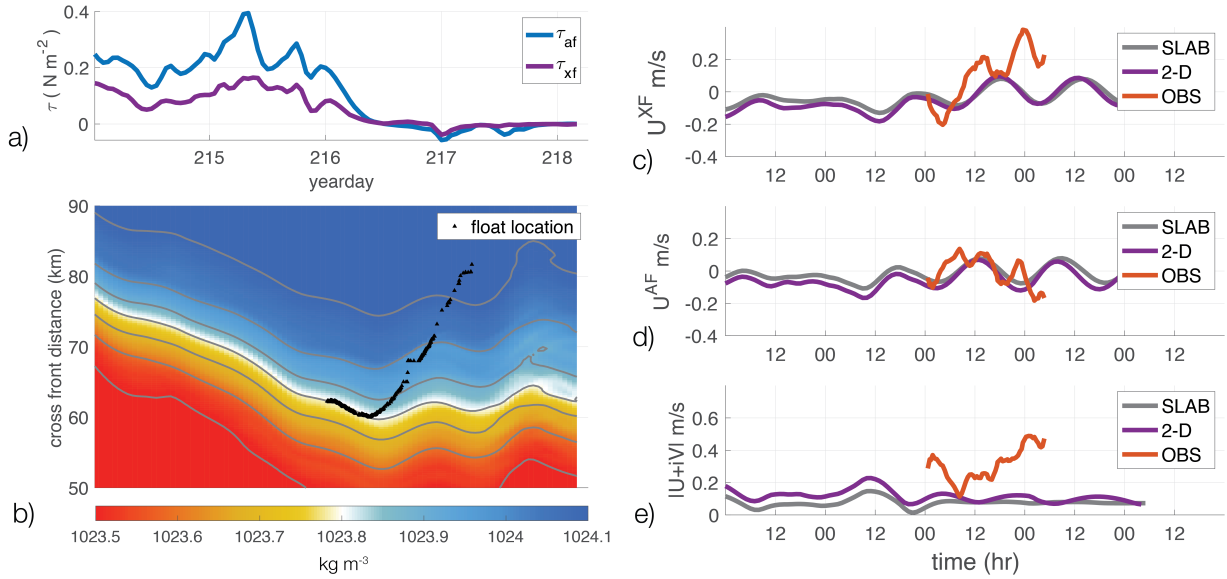 a)
τ ( N m-2)
0.4
0.2
0
τaf
τxf
215
216
217
218
yearday
b)
cross front distance (km)
90
80
70
60
50
float location
1023.5
1023.6
1023.7
1023.8
1023.9
1024
1024.1
kg m-3
c)
UXF m/s
0.2
0
-0.2
-0.4
SLAB
2-D
OBS
12 00 12 00 12 00 12 00 12
d)
UAF m/s
0.2
0
-0.2
-0.4
SLAB
2-D
OBS
12 00 12 00 12 00 12 00 12
e)
|U+iV| m/s
0.6
0.4
0.2
0
SLAB
2-D
OBS
12 00 12 00 12 00 12 00 12
time (hr)